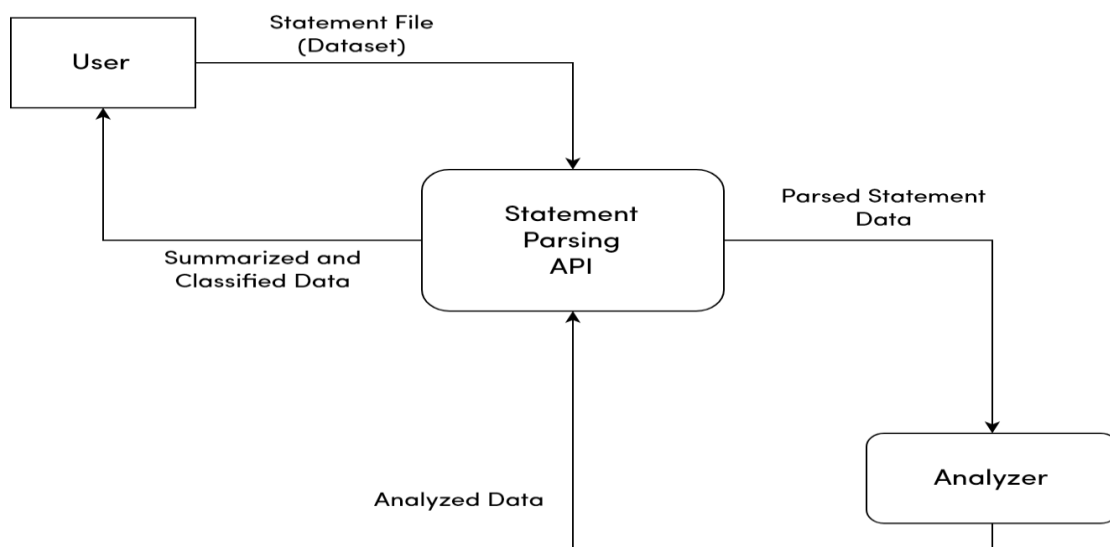 Statement File
(Dataset)
User
Parsed Statement
Data
Statement
Parsing
API
Summarized and
Classified Data
Analyzer
Analyzed Data